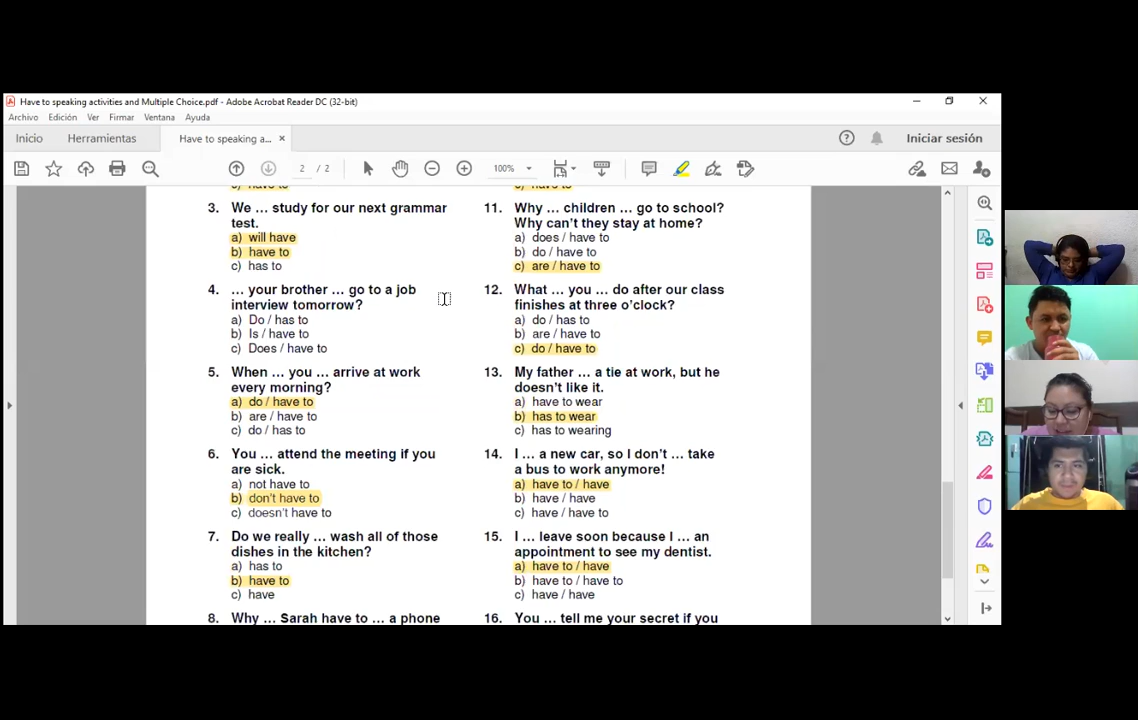 Have to speaking activities and Multiple Choice.pdf - Adobe Acrobat Reader DC (32-bit)
Archivo Edición Ver Firmar Ventana Ayuda
Inicio Herramientas Have to speaking a... × Iniciar sesión
2 / 2 100%
3. We … study for our next grammar
test.
a) will have
b) have to
c) has to
4. … your brother … go to a job
interview tomorrow?
a) Do / has to
b) Is / have to
c) Does / have to
5. When … you … arrive at work
every morning?
a) do / have to
b) are / have to
c) do / has to
6. You … attend the meeting if you
are sick.
a) not have to
b) don't have to
c) doesn't have to
7. Do we really … wash all of those
dishes in the kitchen?
a) has to
b) have to
c) have
8. Why … Sarah have to … a phone
c) have to
11. Why … children … go to school?
Why can't they stay at home?
a) does / have to
b) do / have to
c) are / have to
12. What … you … do after our class
finishes at three o'clock?
a) do / has to
b) are / have to
c) do / have to
13. My father … a tie at work, but he
doesn't like it.
a) have to wear
b) has to wear
c) has to wearing
14. I … a new car, so I don't … take
a bus to work anymore!
a) have to / have
b) have / have
c) have / have to
15. I … leave soon because I … an
appointment to see my dentist.
a) have to / have
b) have to / have to
c) have / have
16. You … tell me your secret if you